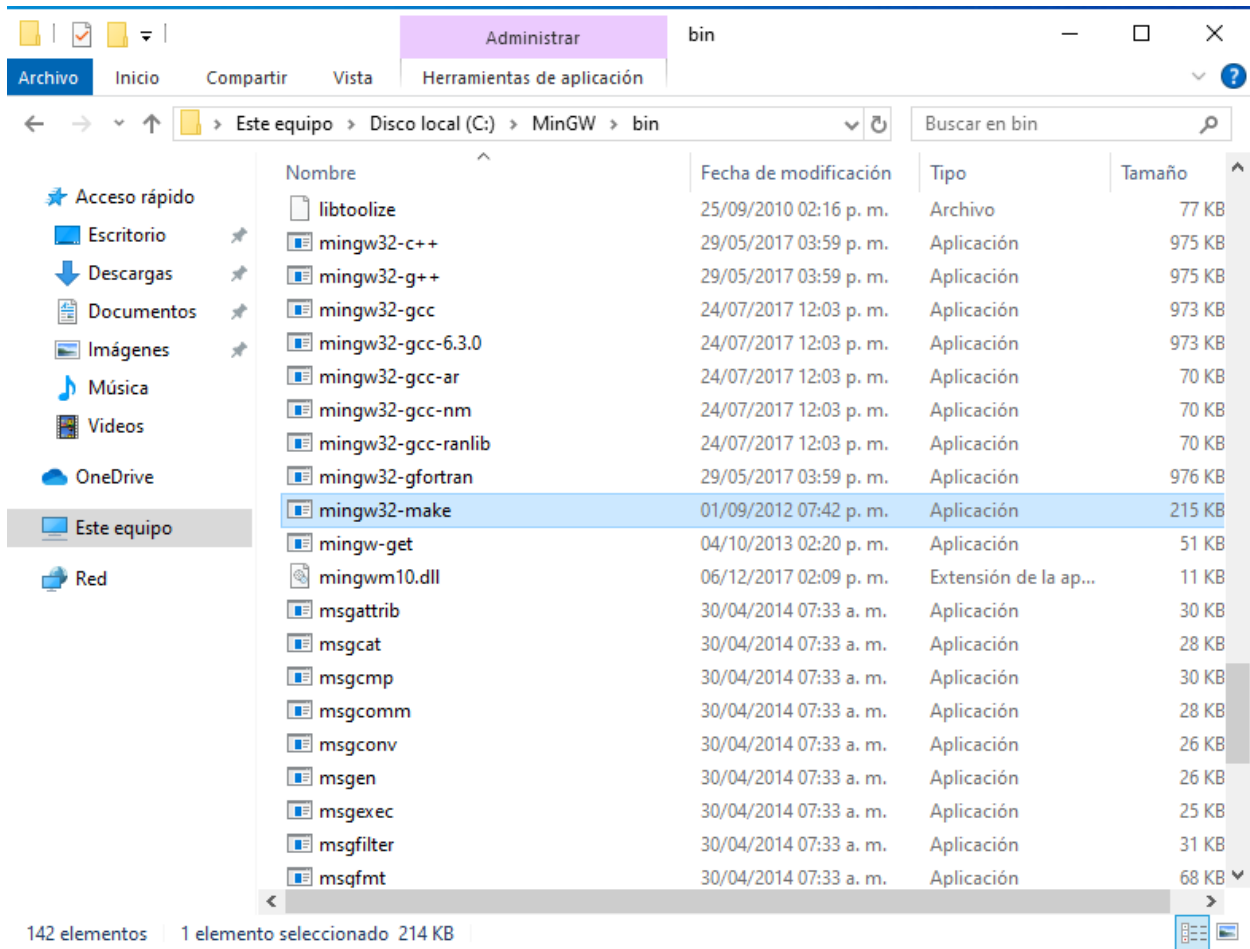 Administrar bin
Archivo Inicio Compartir Vista Herramientas de aplicación
Este equipo > Disco local (C:) > MinGW > bin Buscar en bin
Acceso rápido
Escritorio
Descargas
Documentos
Imágenes
Música
Videos
OneDrive
Este equipo
Red
Nombre Fecha de modificación Tipo Tamaño
libtoolize 25/09/2010 02:16 p. m. Archivo 77 KB
mingw32-c++ 29/05/2017 03:59 p. m. Aplicación 975 KB
mingw32-g++ 29/05/2017 03:59 p. m. Aplicación 975 KB
mingw32-gcc 24/07/2017 12:03 p. m. Aplicación 973 KB
mingw32-gcc-6.3.0 24/07/2017 12:03 p. m. Aplicación 973 KB
mingw32-gcc-ar 24/07/2017 12:03 p. m. Aplicación 70 KB
mingw32-gcc-nm 24/07/2017 12:03 p. m. Aplicación 70 KB
mingw32-gcc-ranlib 24/07/2017 12:03 p. m. Aplicación 70 KB
mingw32-gfortran 29/05/2017 03:59 p. m. Aplicación 976 KB
mingw32-make 01/09/2012 07:42 p. m. Aplicación 215 KB
mingw-get 04/10/2013 02:20 p. m. Aplicación 51 KB
mingwm10.dll 06/12/2017 02:09 p. m. Extensión de la ap... 11 KB
msgattrib 30/04/2014 07:33 a. m. Aplicación 30 KB
msgcat 30/04/2014 07:33 a. m. Aplicación 28 KB
msgcmp 30/04/2014 07:33 a. m. Aplicación 30 KB
msgcomm 30/04/2014 07:33 a. m. Aplicación 28 KB
msgconv 30/04/2014 07:33 a. m. Aplicación 26 KB
msgen 30/04/2014 07:33 a. m. Aplicación 26 KB
msgexec 30/04/2014 07:33 a. m. Aplicación 25 KB
msgfilter 30/04/2014 07:33 a. m. Aplicación 31 KB
msgfmt 30/04/2014 07:33 a. m. Aplicación 68 KB
142 elementos 1 elemento seleccionado 214 KB